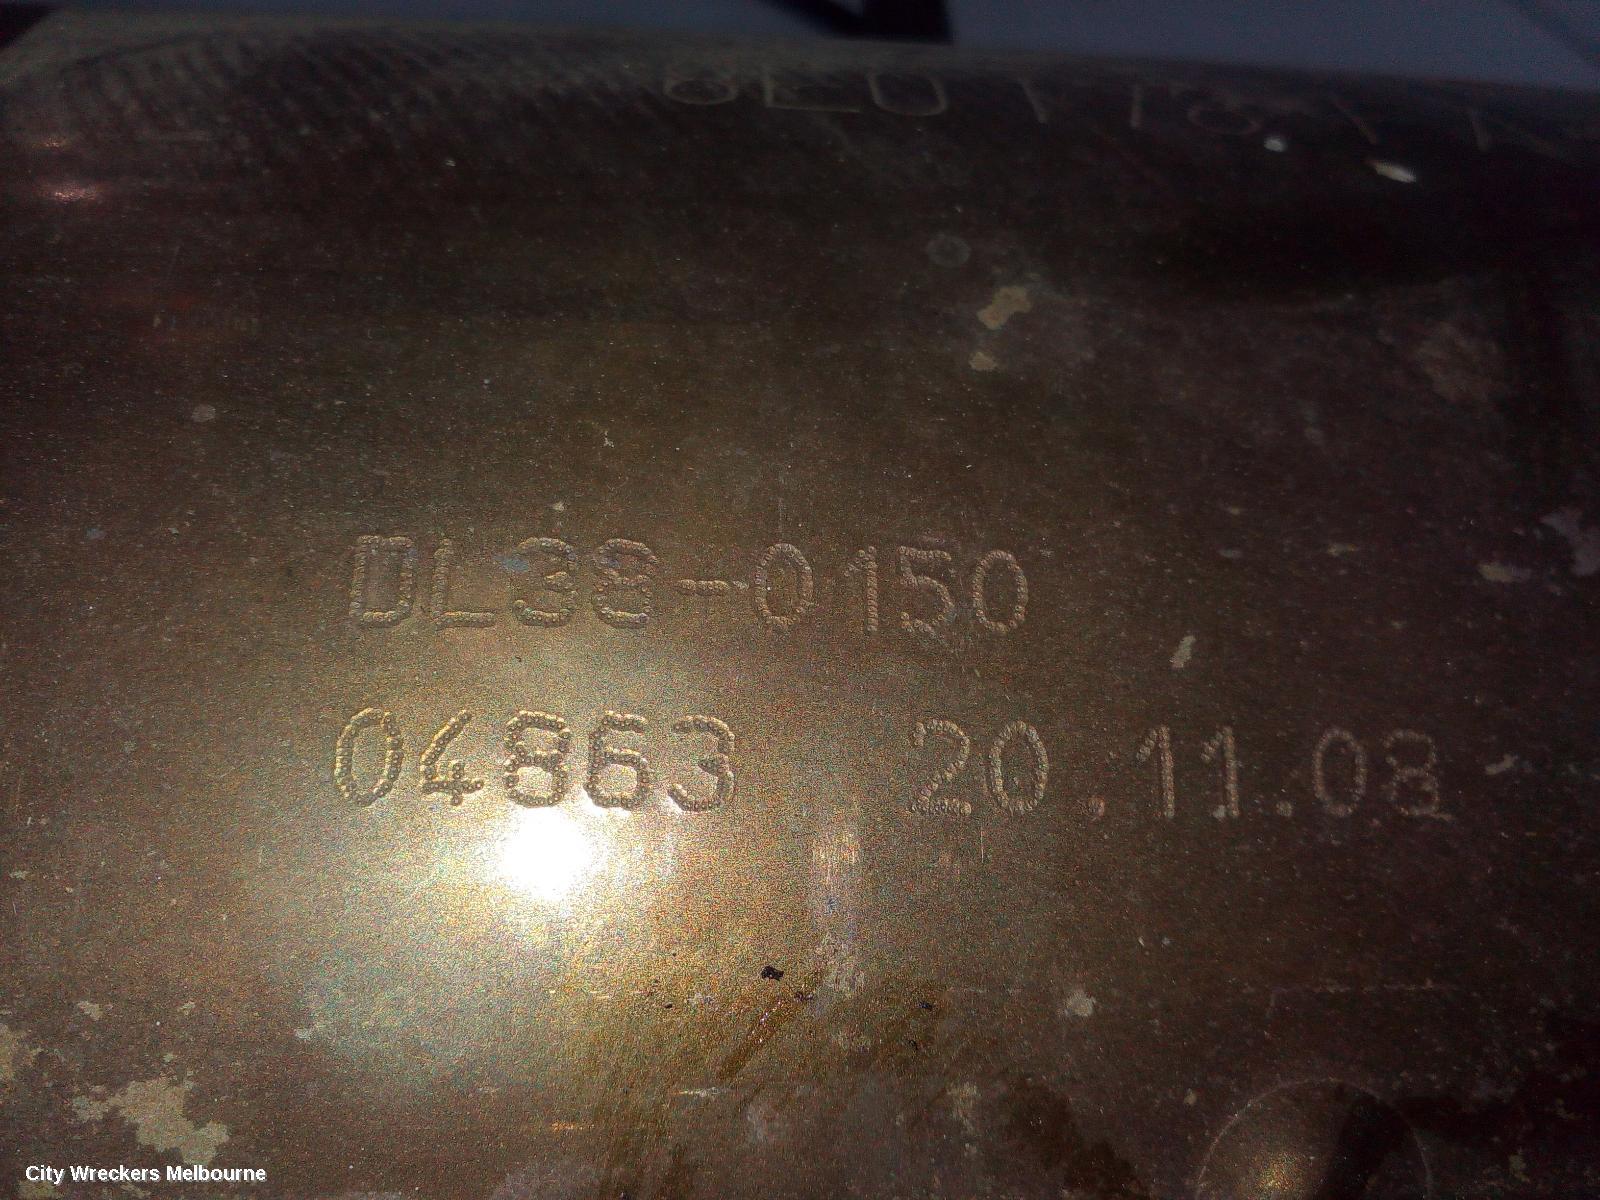 DL38-0150
04863 20.11.08
City Wreckers Melbourne